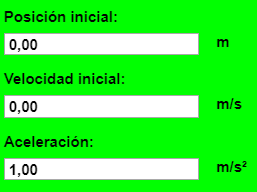 Posición inicial:
0,00 m
Velocidad inicial:
0,00 m/s
Aceleración:
1,00 m/s²